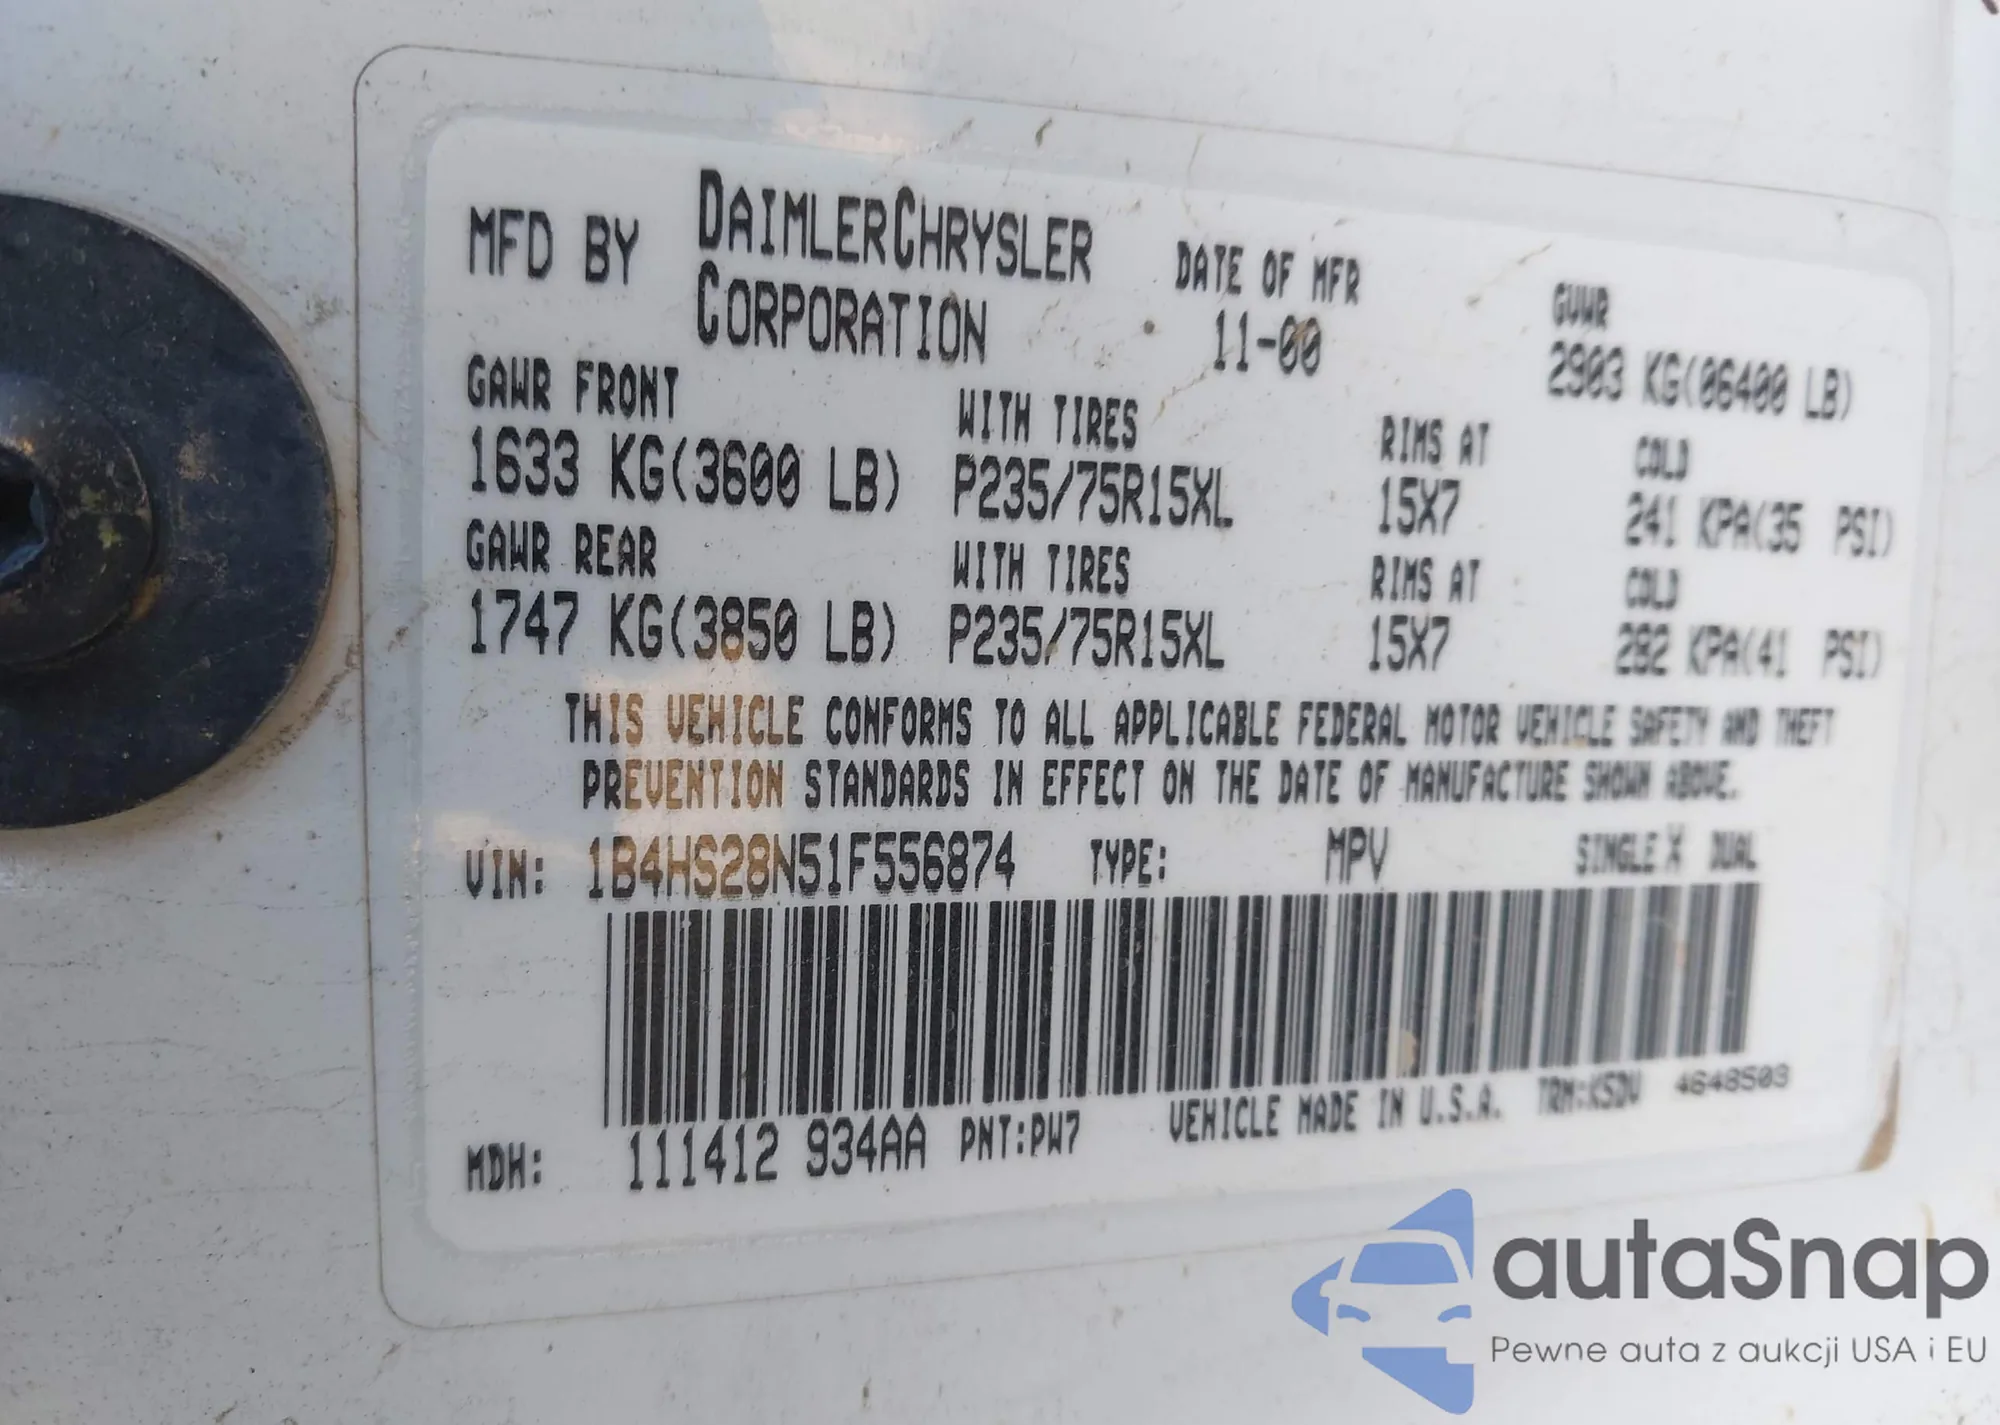 MFD BY DAIMLERCHRYSLER CORPORATION DATE OF MFR 11-00 GVWR 2903 KG(06400 LB)
GAWR FRONT WITH TIRES RIMS AT COLD
1633 KG(3600 LB) P235/75R15XL 15X7 241 KPA(35 PSI)
GAWR REAR WITH TIRES RIMS AT COLD
1747 KG(3850 LB) P235/75R15XL 15X7 282 KPA(41 PSI)
THIS VEHICLE CONFORMS TO ALL APPLICABLE FEDERAL MOTOR VEHICLE SAFETY AND THEFT
PREVENTION STANDARDS IN EFFECT ON THE DATE OF MANUFACTURE SHOWN ABOVE.
VIN: 1B4HS28N51F556874 TYPE: MPV SINGLE X DUAL
MDH: 111412 934AA PNT:PW7 VEHICLE MADE IN U.S.A. TRM:K5DV 4648503
autaSnap
Pewne auta z aukcji USA i EU